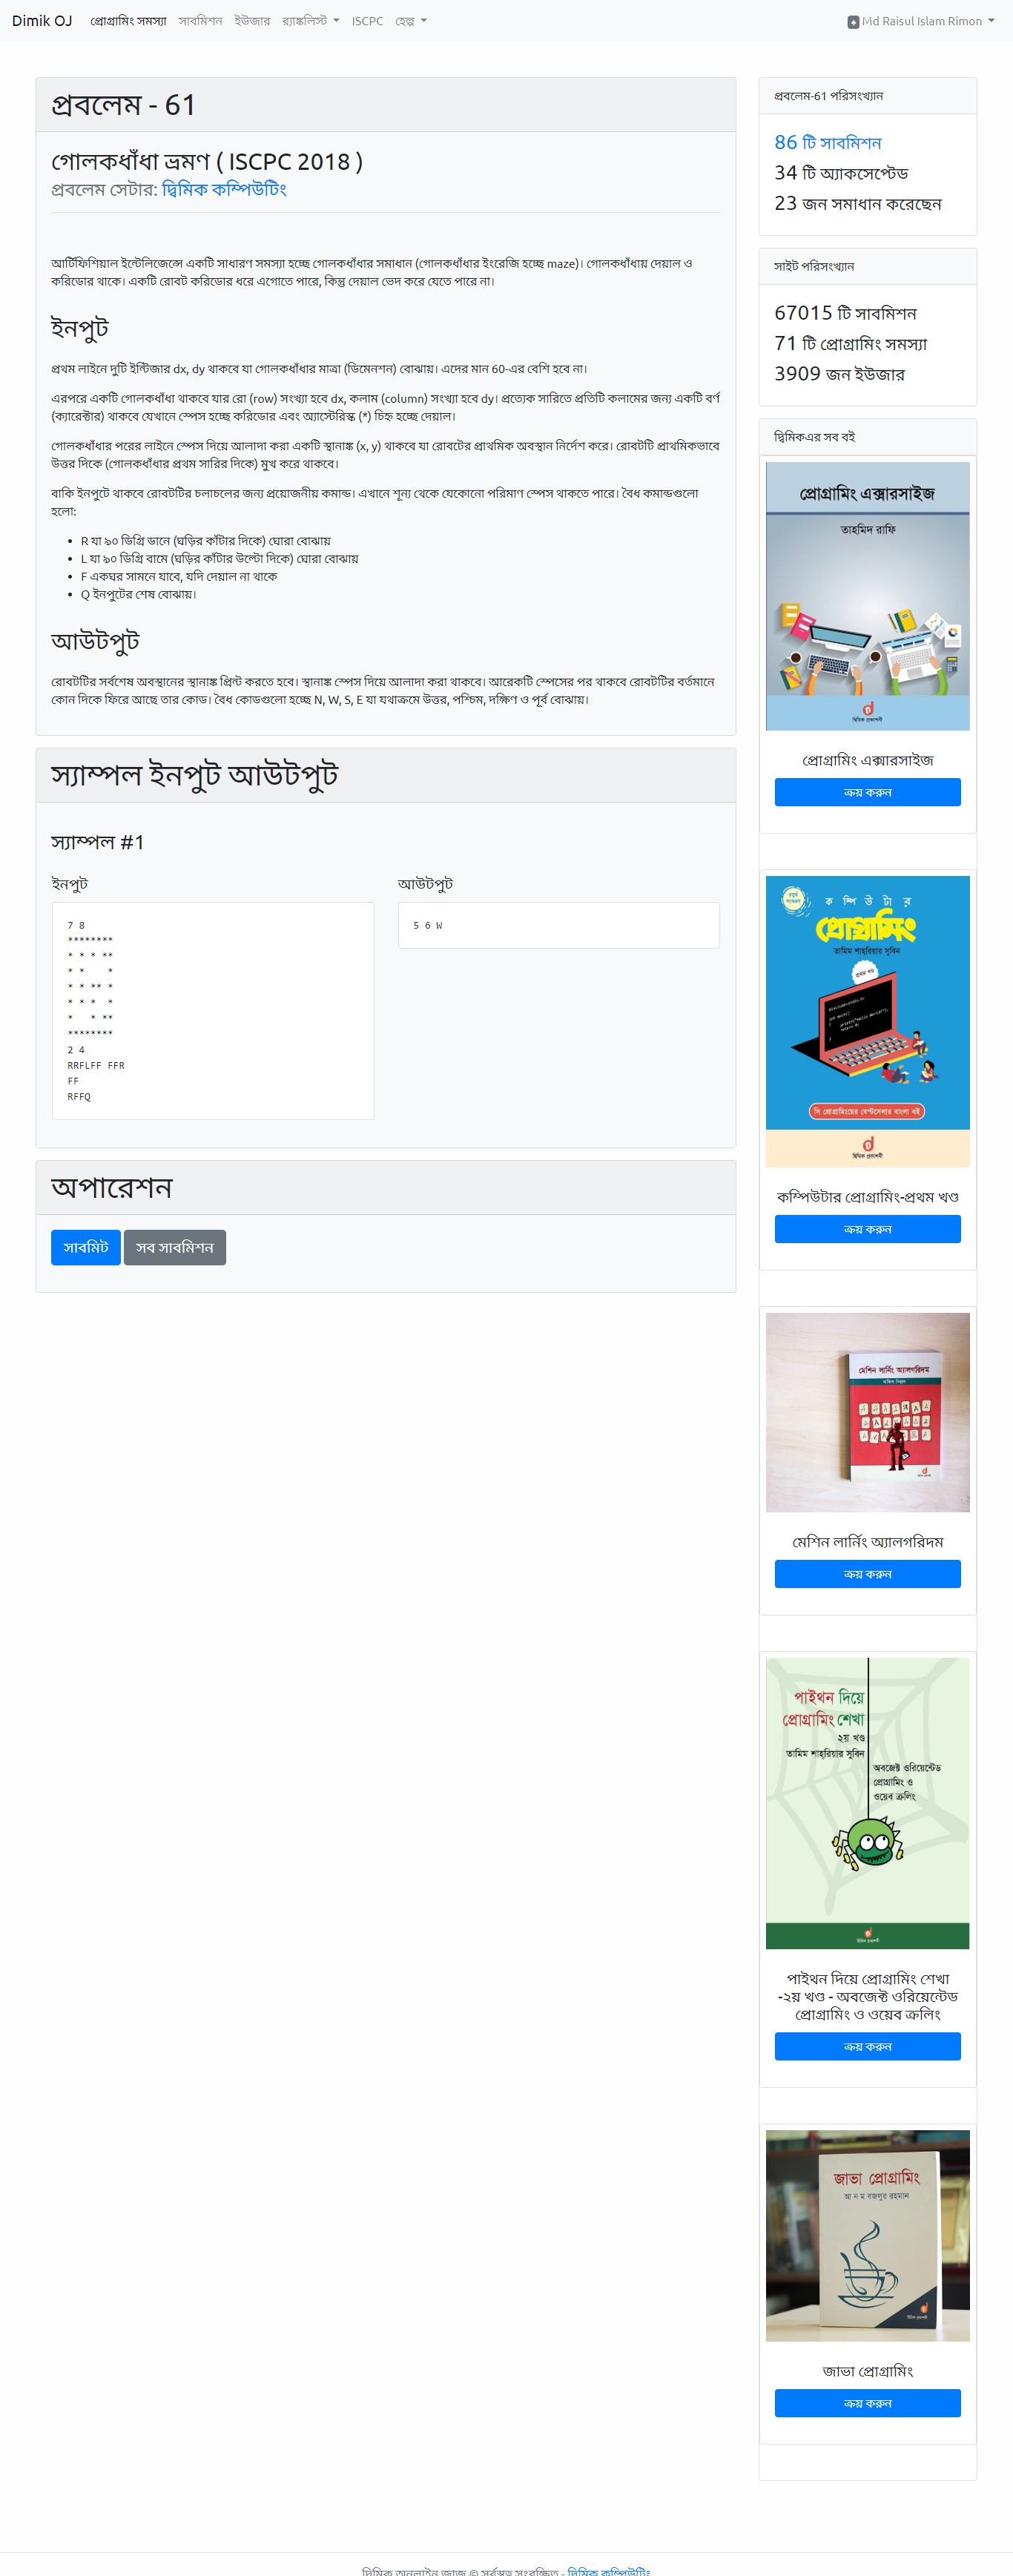 Dimik OJ প্রোগ্রামিং সমস্যা সাবমিশন ইউজার র‍্যাঙ্কলিস্ট ISCPC হেল্প Md Raisul Islam Rimon
প্রবলেম - 61
গোলকধাঁধা ভ্রমণ ( ISCPC 2018 )
প্রবলেম সেটার: দ্বিমিক কম্পিউটিং
আর্টিফিশিয়াল ইন্টেলিজেন্সে একটি সাধারণ সমস্যা হচ্ছে গোলকধাঁধার সমাধান (গোলকধাঁধার ইংরেজি হচ্ছে maze)। গোলকধাঁধায় দেয়াল ও
করিডোর থাকে। একটি রোবট করিডোর ধরে এগোতে পারে, কিন্তু দেয়াল ভেদ করে যেতে পারে না।
ইনপুট
প্রথম লাইনে দুটি ইন্টিজার dx, dy থাকবে যা গোলকধাঁধার মাত্রা (ডিমেনশন) বোঝায়। এদের মান 60-এর বেশি হবে না।
এরপরে একটি গোলকধাঁধা থাকবে যার রো (row) সংখ্যা হবে dx, কলাম (column) সংখ্যা হবে dy। প্রত্যেক সারিতে প্রতিটি কলামের জন্য একটি বর্ণ
(ক্যারেক্টার) থাকবে যেখানে স্পেস হচ্ছে করিডোর এবং অ্যাস্টেরিস্ক (*) চিহ্ন হচ্ছে দেয়াল।
গোলকধাঁধার পরের লাইনে স্পেস দিয়ে আলাদা করা একটি স্থানাঙ্ক (x, y) থাকবে যা রোবটের প্রাথমিক অবস্থান নির্দেশ করে। রোবটটি প্রাথমিকভাবে
উত্তর দিকে (গোলকধাঁধার প্রথম সারির দিকে) মুখ করে থাকবে।
বাকি ইনপুটে থাকবে রোবটটির চলাচলের জন্য প্রয়োজনীয় কমান্ড। এখানে শূন্য থেকে যেকোনো পরিমাণ স্পেস থাকতে পারে। বৈধ কমান্ডগুলো
হলো:
• R যা ৯০ ডিগ্রি ডানে (ঘড়ির কাঁটার দিকে) ঘোরা বোঝায়
• L যা ৯০ ডিগ্রি বামে (ঘড়ির কাঁটার উল্টো দিকে) ঘোরা বোঝায়
• F একঘর সামনে যাবে, যদি দেয়াল না থাকে
• Q ইনপুটের শেষ বোঝায়।
আউটপুট
রোবটটির সর্বশেষ অবস্থানের স্থানাঙ্ক প্রিন্ট করতে হবে। স্থানাঙ্ক স্পেস দিয়ে আলাদা করা থাকবে। আরেকটি স্পেসের পর থাকবে রোবটটির বর্তমানে
কোন দিকে ফিরে আছে তার কোড। বৈধ কোডগুলো হচ্ছে N, W, S, E যা যথাক্রমে উত্তর, পশ্চিম, দক্ষিণ ও পূর্ব বোঝায়।
স্যাম্পল ইনপুট আউটপুট
স্যাম্পল #1
ইনপুট
7 8
********
* * * **
* *    *
* * ** *
* * *  *
*   * **
********
2 4
RRFLFF FFR
FF
RFFQ
আউটপুট
5 6 W
অপারেশন
সাবমিট সব সাবমিশন
প্রবলেম-61 পরিসংখ্যান
86 টি সাবমিশন
34 টি অ্যাকসেপ্টেড
23 জন সমাধান করেছেন
সাইট পরিসংখ্যান
67015 টি সাবমিশন
71 টি প্রোগ্রামিং সমস্যা
3909 জন ইউজার
দ্বিমিকএর সব বই
প্রোগ্রামিং এক্সারসাইজ
তাহমিদ রাফি
দ্বিমিক প্রকাশনী
প্রোগ্রামিং এক্সারসাইজ
ক্রয় করুন
কম্পিউটার
প্রোগ্রামিং
তামিম শাহ্‌রিয়ার সুবিন
প্রথম খণ্ড
সি প্রোগ্রামিংয়ের বেস্টসেলার বাংলা বই
দ্বিমিক প্রকাশনী
কম্পিউটার প্রোগ্রামিং-প্রথম খণ্ড
ক্রয় করুন
মেশিন লার্নিং অ্যালগরিদম
মেশিন লার্নিং অ্যালগরিদম
ক্রয় করুন
পাইথন দিয়ে
প্রোগ্রামিং শেখা
২য় খণ্ড
তামিম শাহ্‌রিয়ার সুবিন
অবজেক্ট ওরিয়েন্টেড
প্রোগ্রামিং ও
ওয়েব ক্রলিং
পাইথন দিয়ে প্রোগ্রামিং শেখা
-২য় খণ্ড - অবজেক্ট ওরিয়েন্টেড
প্রোগ্রামিং ও ওয়েব ক্রলিং
ক্রয় করুন
জাভা প্রোগ্রামিং
আ ন ম বজলুর রহমান
জাভা প্রোগ্রামিং
ক্রয় করুন
দ্বিমিক অনলাইন জাজ © সর্বস্বত্ব সংরক্ষিত - দ্বিমিক কম্পিউটিং